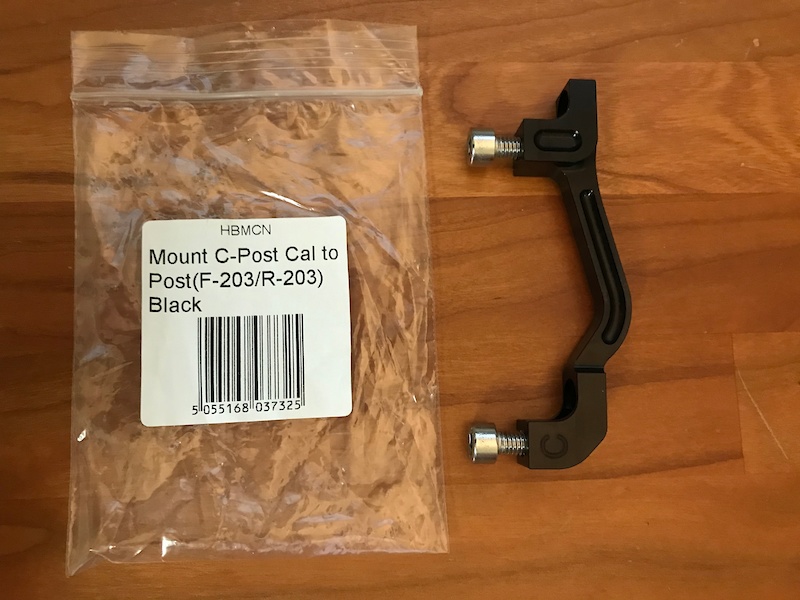 HBMCN
Mount C-Post Cal to
Post(F-203/R-203)
Black
5 055168 037325
C